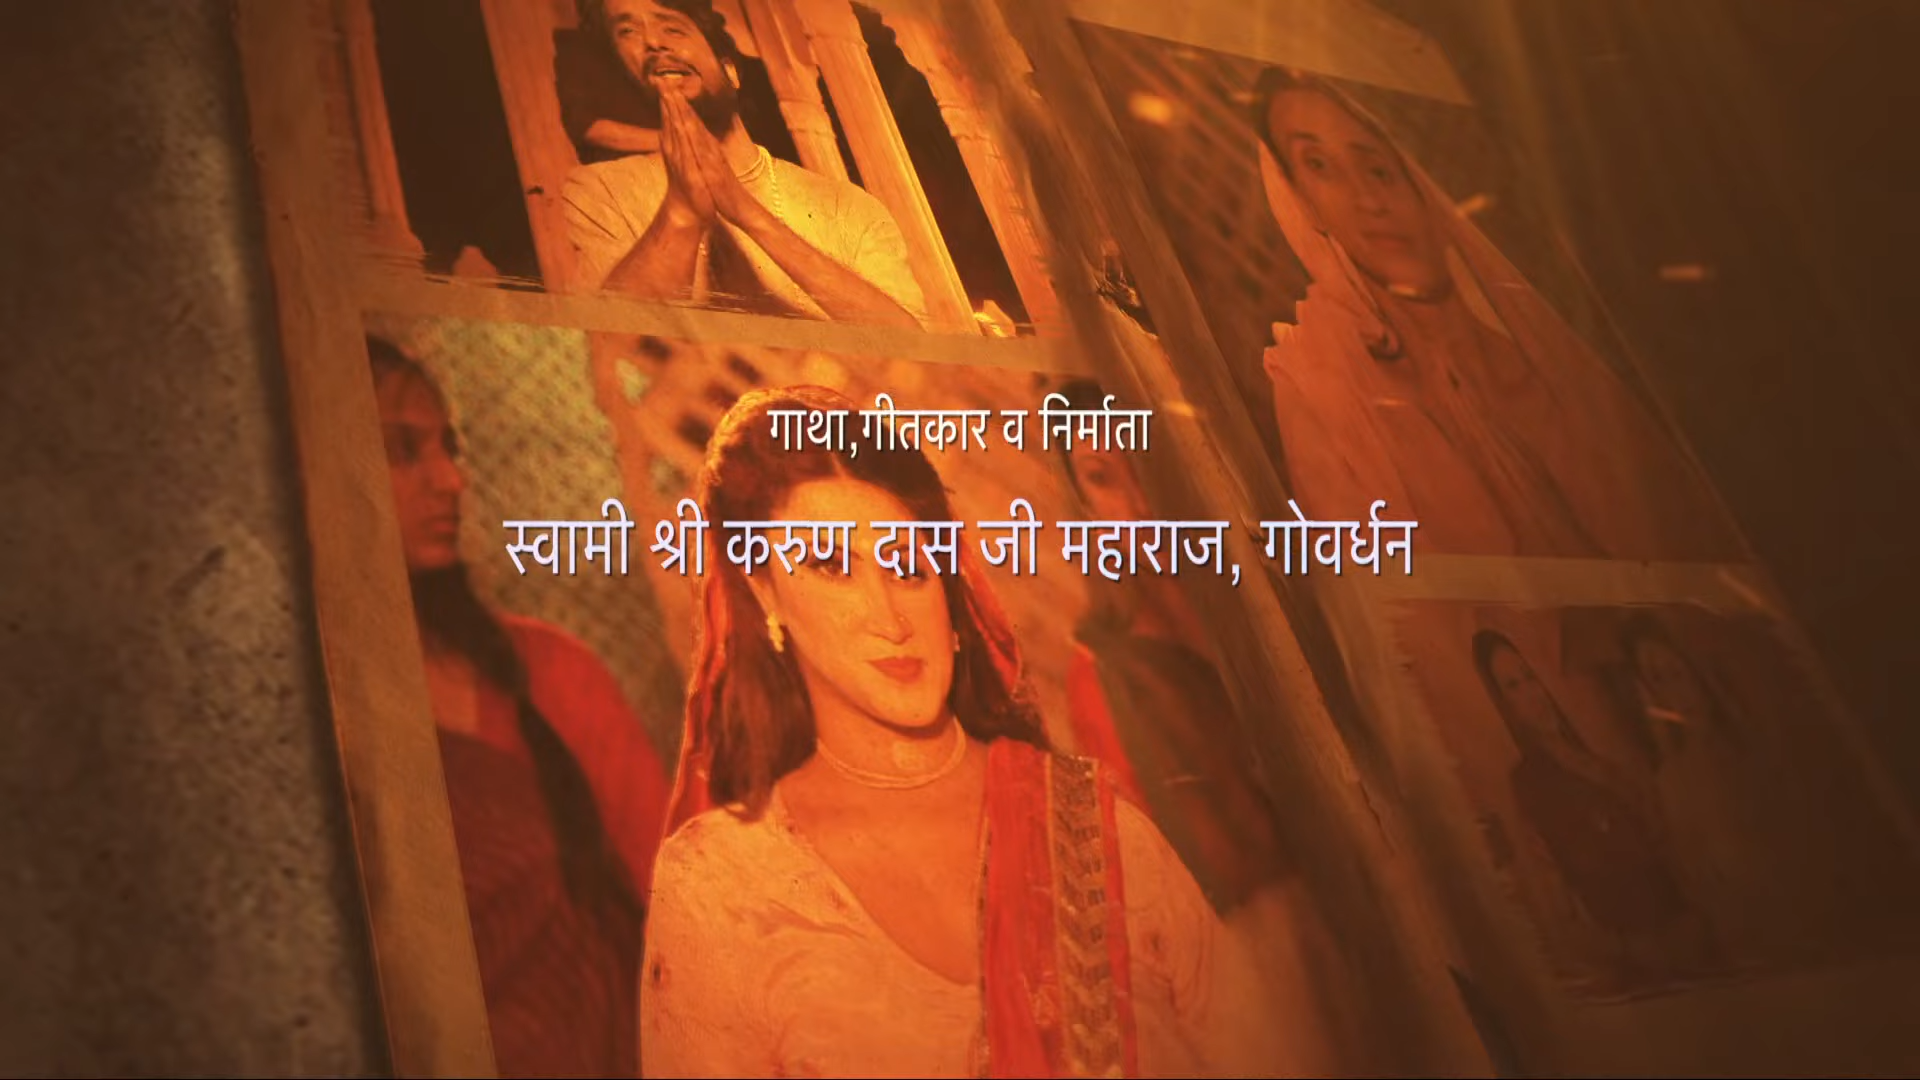 गाथा,गीतकार व निर्माता
स्वामी श्री करुण दास जी महाराज, गोवर्धन